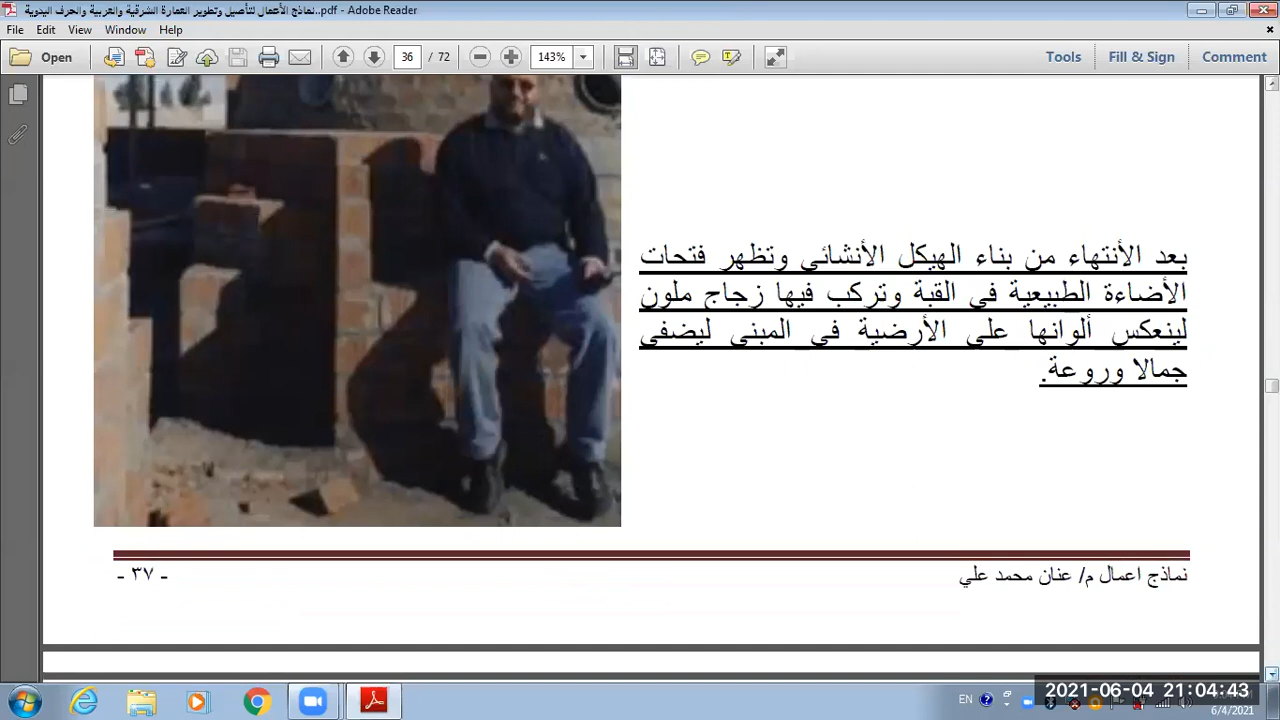 نماذج الأعمال لتأصيل وتطوير العمارة الشرقية والعربية والحرف اليدوية..pdf - Adobe Reader
File Edit View Window Help
Open 36 / 72 143% Tools Fill & Sign Comment
بعد الأنتهاء من بناء الهيكل الأنشائي وتظهر فتحات
الأضاءة الطبيعية في القبة وتركب فيها زجاج ملون
لينعكس ألوانها على الأرضية في المبنى ليضفى
جمالا وروعة.
نماذج اعمال م/ عنان محمد علي - ٣٧ -
EN 2021-06-04 21:04:43
6/4/2021